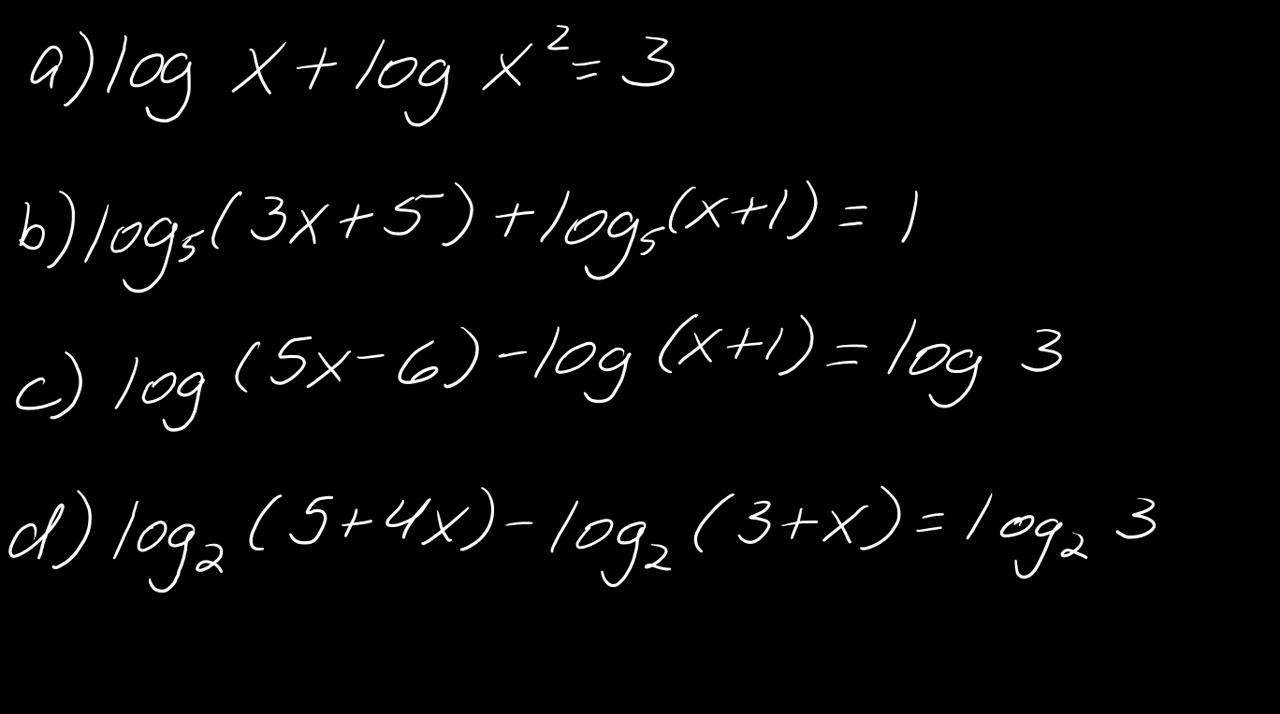 a) log x + log x² = 3
b) log₅(3x+5) + log₅(x+1) = 1
c) log (5x-6) - log (x+1) = log 3
d) log₂ (5+4x) - log₂ (3+x) = log₂ 3